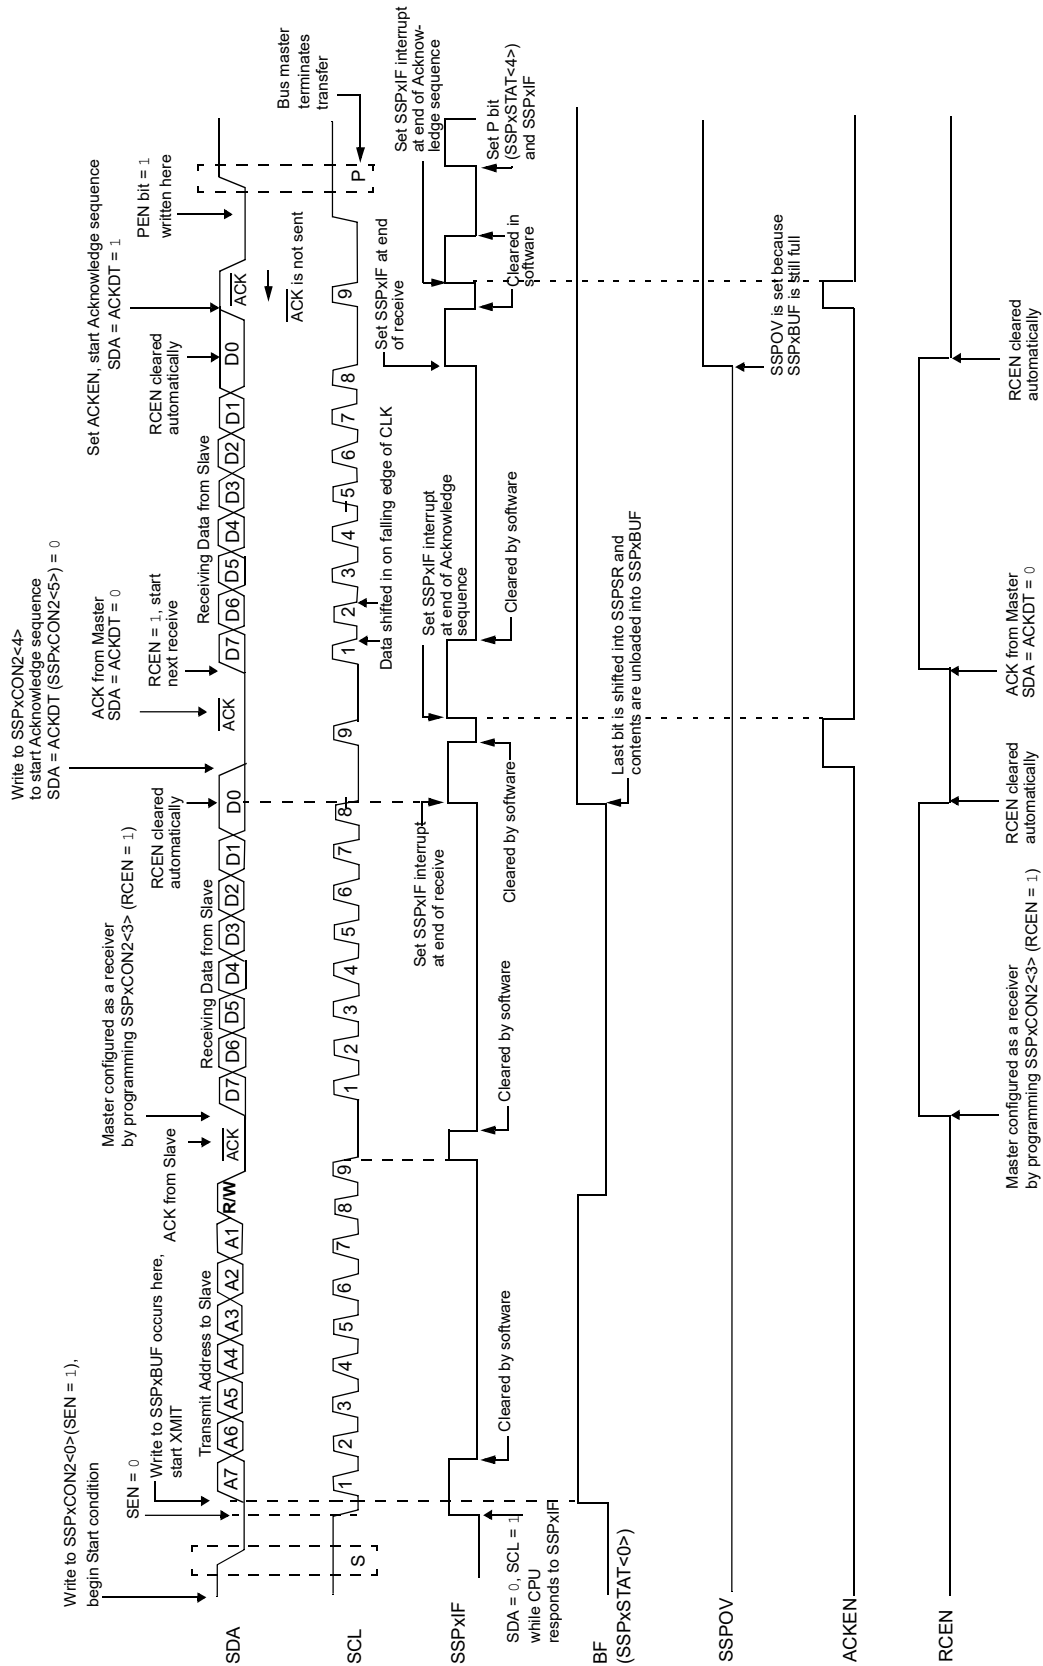 Write to SSPxCON2<0>(SEN = 1),
begin Start condition
SEN = 0
Write to SSPxBUF occurs here,
start XMIT
ACK from Slave
Master configured as a receiver
by programming SSPxCON2<3> (RCEN = 1)
RCEN cleared
automatically
Write to SSPxCON2<4>
to start Acknowledge sequence
SDA = ACKDT (SSPxCON2<5>) = 0
ACK from Master
SDA = ACKDT = 0
RCEN = 1, start
next receive
Set ACKEN, start Acknowledge sequence
SDA = ACKDT = 1
RCEN cleared
automatically
PEN bit = 1
written here
Transmit Address to Slave
Receiving Data from Slave
Receiving Data from Slave
SDA
A7 A6 A5 A4 A3 A2 A1 R/W ACK D7 D6 D5 D4 D3 D2 D1 D0 ACK D7 D6 D5 D4 D3 D2 D1 D0 ACK
ACK is not sent
Bus master
terminates
transfer
SCL
S 1 2 3 4 5 6 7 8 9 1 2 3 4 5 6 7 8 9 1 2 3 4 5 6 7 8 9 P
Data shifted in on falling edge of CLK
Set SSPxIF interrupt
at end of receive
Set SSPxIF interrupt
at end of Acknowledge
sequence
Set SSPxIF at end
of receive
Set SSPxIF interrupt
at end of Acknow-
ledge sequence
SSPxIF
SDA = 0, SCL = 1
while CPU
responds to SSPxIF
Cleared by software
Cleared by software
Cleared by software
Cleared by software
Cleared in
software
Set P bit
(SSPxSTAT<4>)
and SSPxIF
BF
(SSPxSTAT<0>)
Last bit is shifted into SSPSR and
contents are unloaded into SSPxBUF
SSPOV
SSPOV is set because
SSPxBUF is still full
ACKEN
RCEN
Master configured as a receiver
by programming SSPxCON2<3> (RCEN = 1)
RCEN cleared
automatically
ACK from Master
SDA = ACKDT = 0
RCEN cleared
automatically